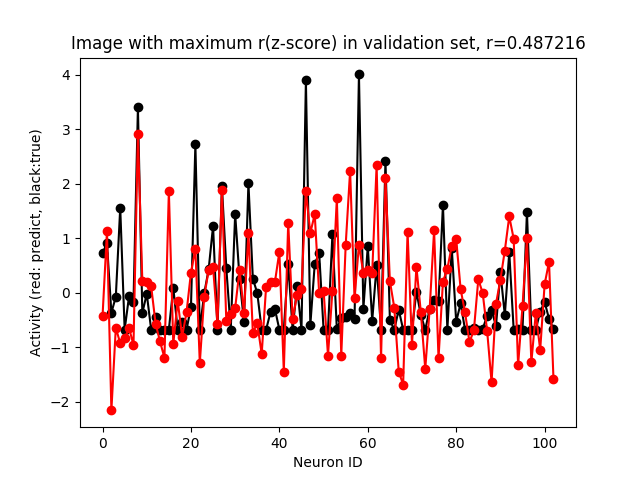 Image with maximum r(z-score) in validation set, r=0.487216
Activity (red: predict, black:true)
4
3
2
1
0
−1
−2
0 20 40 60 80 100
Neuron ID